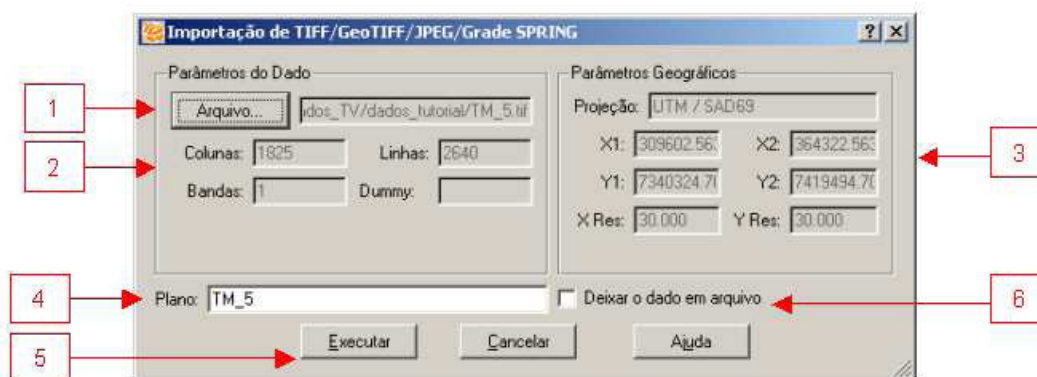 Importação de TIFF/GeoTIFF/JPEG/Grade SPRING
Parâmetros do Dado
1
Arquivo... dos_TV/dados_tutorial/TM_5.tif
2
Colunas: 1825 Linhas: 2640
Bandas: 1 Dummy:
Parâmetros Geográficos
Projeção: UTM / SAD69
X1: 309602.563 X2: 364322.563
3
Y1: 7340324.70 Y2: 7419494.70
X Res: 30.000 Y Res: 30.000
4
Plano: TM_5
Deixar o dado em arquivo
6
5
Executar Cancelar Ajuda